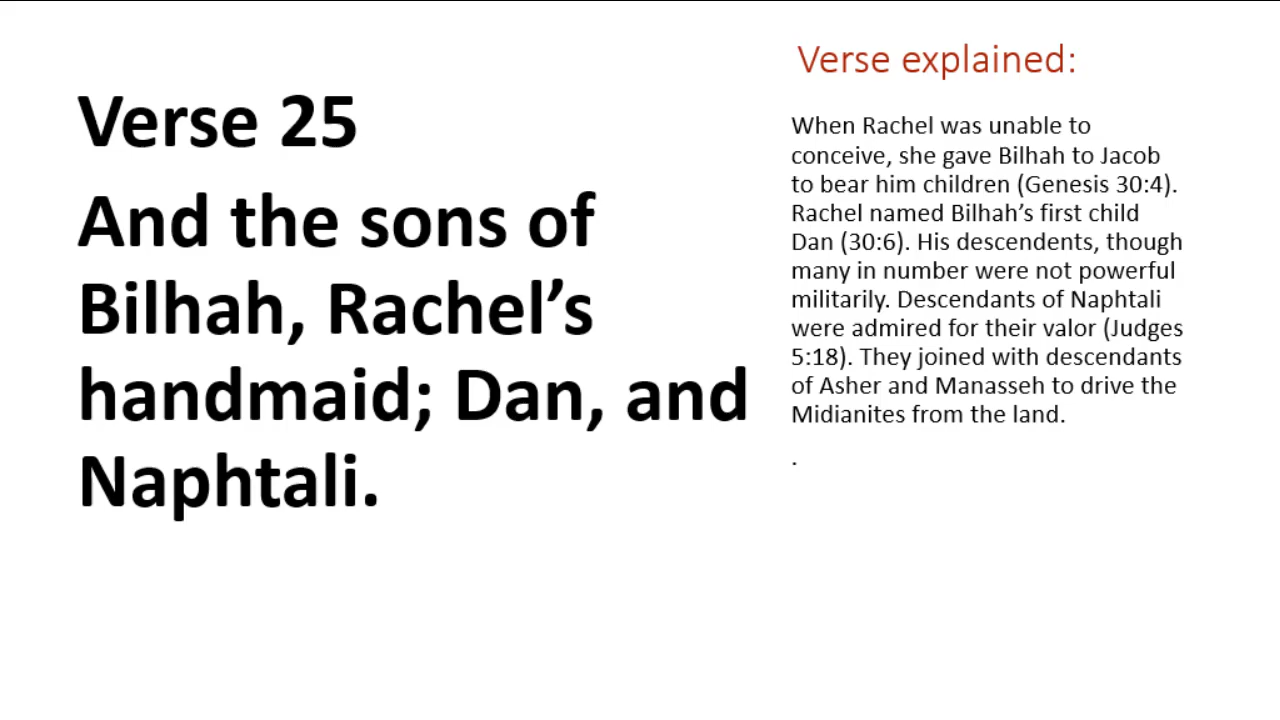 Verse 25
And the sons of
Bilhah, Rachel’s
handmaid; Dan, and
Naphtali.
Verse explained:
When Rachel was unable to
conceive, she gave Bilhah to Jacob
to bear him children (Genesis 30:4).
Rachel named Bilhah’s first child
Dan (30:6). His descendents, though
many in number were not powerful
militarily. Descendants of Naphtali
were admired for their valor (Judges
5:18). They joined with descendants
of Asher and Manasseh to drive the
Midianites from the land.
.